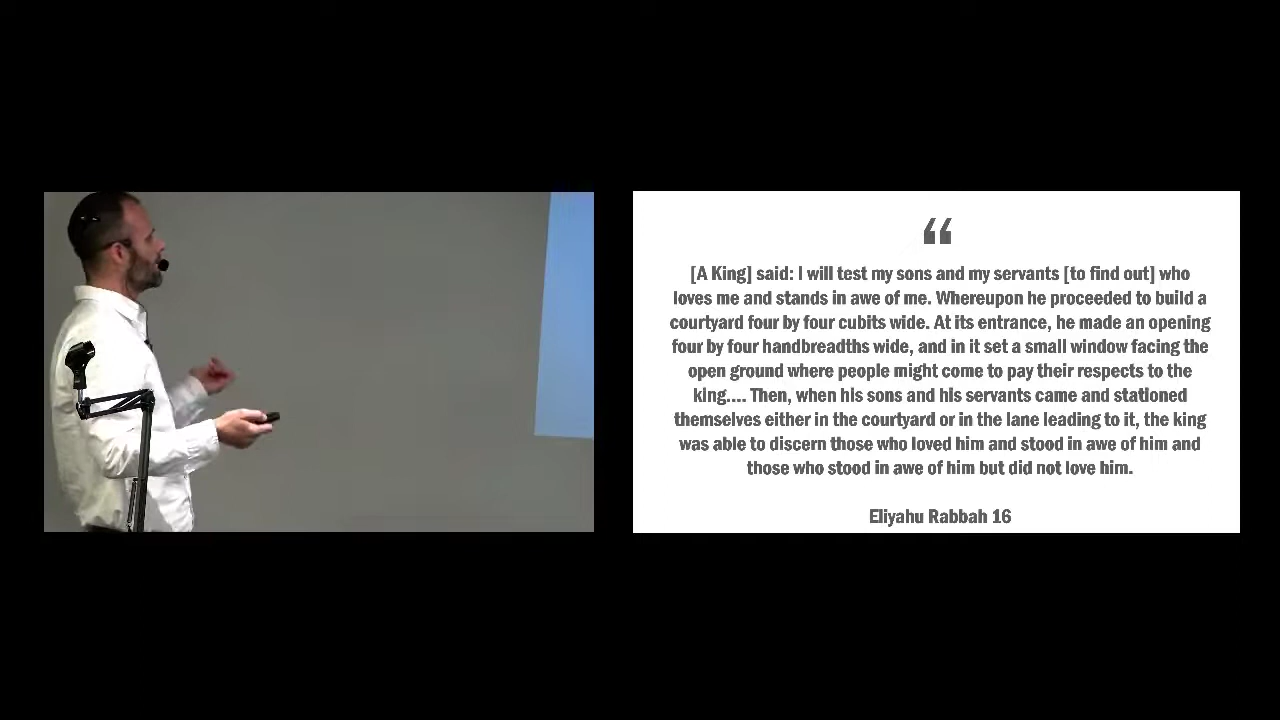 “
[A King] said: I will test my sons and my servants [to find out] who
loves me and stands in awe of me. Whereupon he proceeded to build a
courtyard four by four cubits wide. At its entrance, he made an opening
four by four handbreadths wide, and in it set a small window facing the
open ground where people might come to pay their respects to the
king.... Then, when his sons and his servants came and stationed
themselves either in the courtyard or in the lane leading to it, the king
was able to discern those who loved him and stood in awe of him and
those who stood in awe of him but did not love him.
Eliyahu Rabbah 16